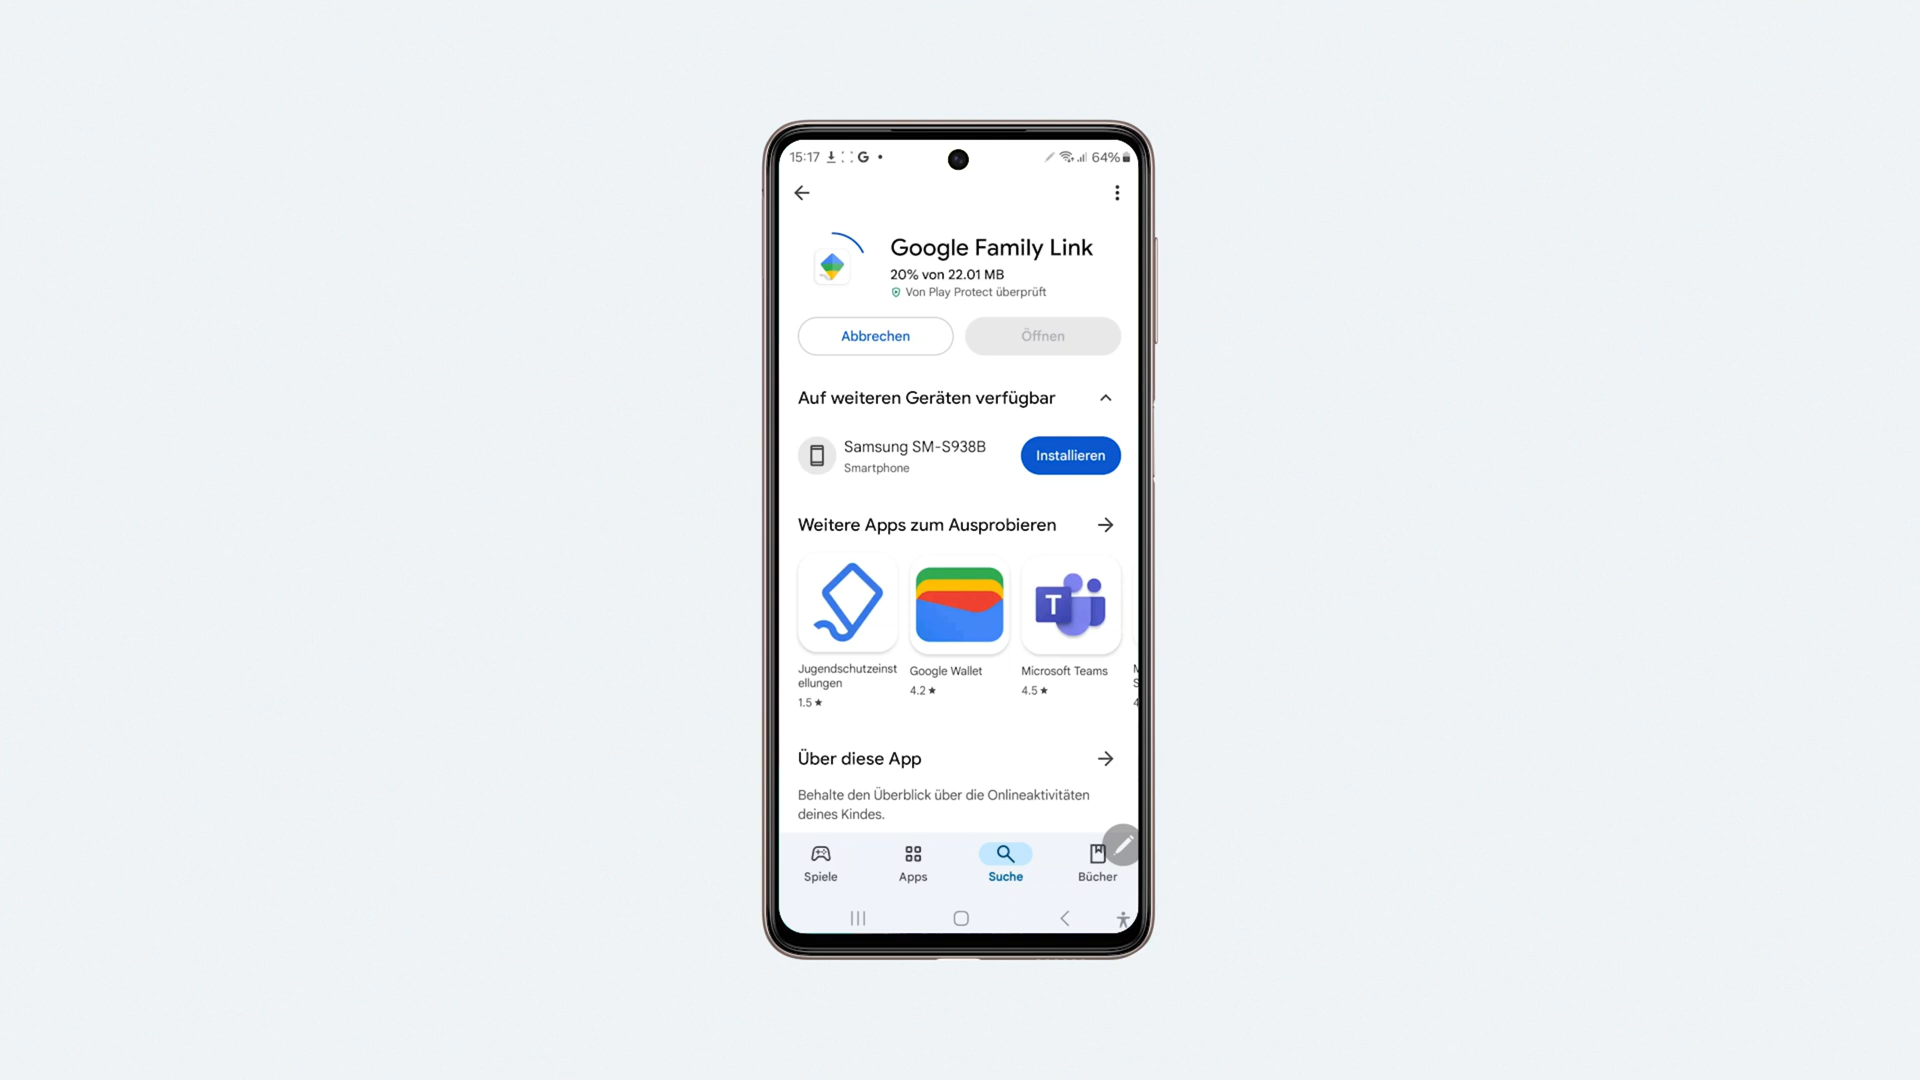 15:17 G 64%
Google Family Link
20% von 22.01 MB
Von Play Protect überprüft
Abbrechen Öffnen
Auf weiteren Geräten verfügbar
Samsung SM-S938B
Smartphone
Installieren
Weitere Apps zum Ausprobieren
T
Jugendschutzeinst
ellungen
1.5★
Google Wallet
4.2★
Microsoft Teams
4.5★
Über diese App
Behalte den Überblick über die Onlineaktivitäten
deines Kindes.
Spiele Apps Suche Bücher